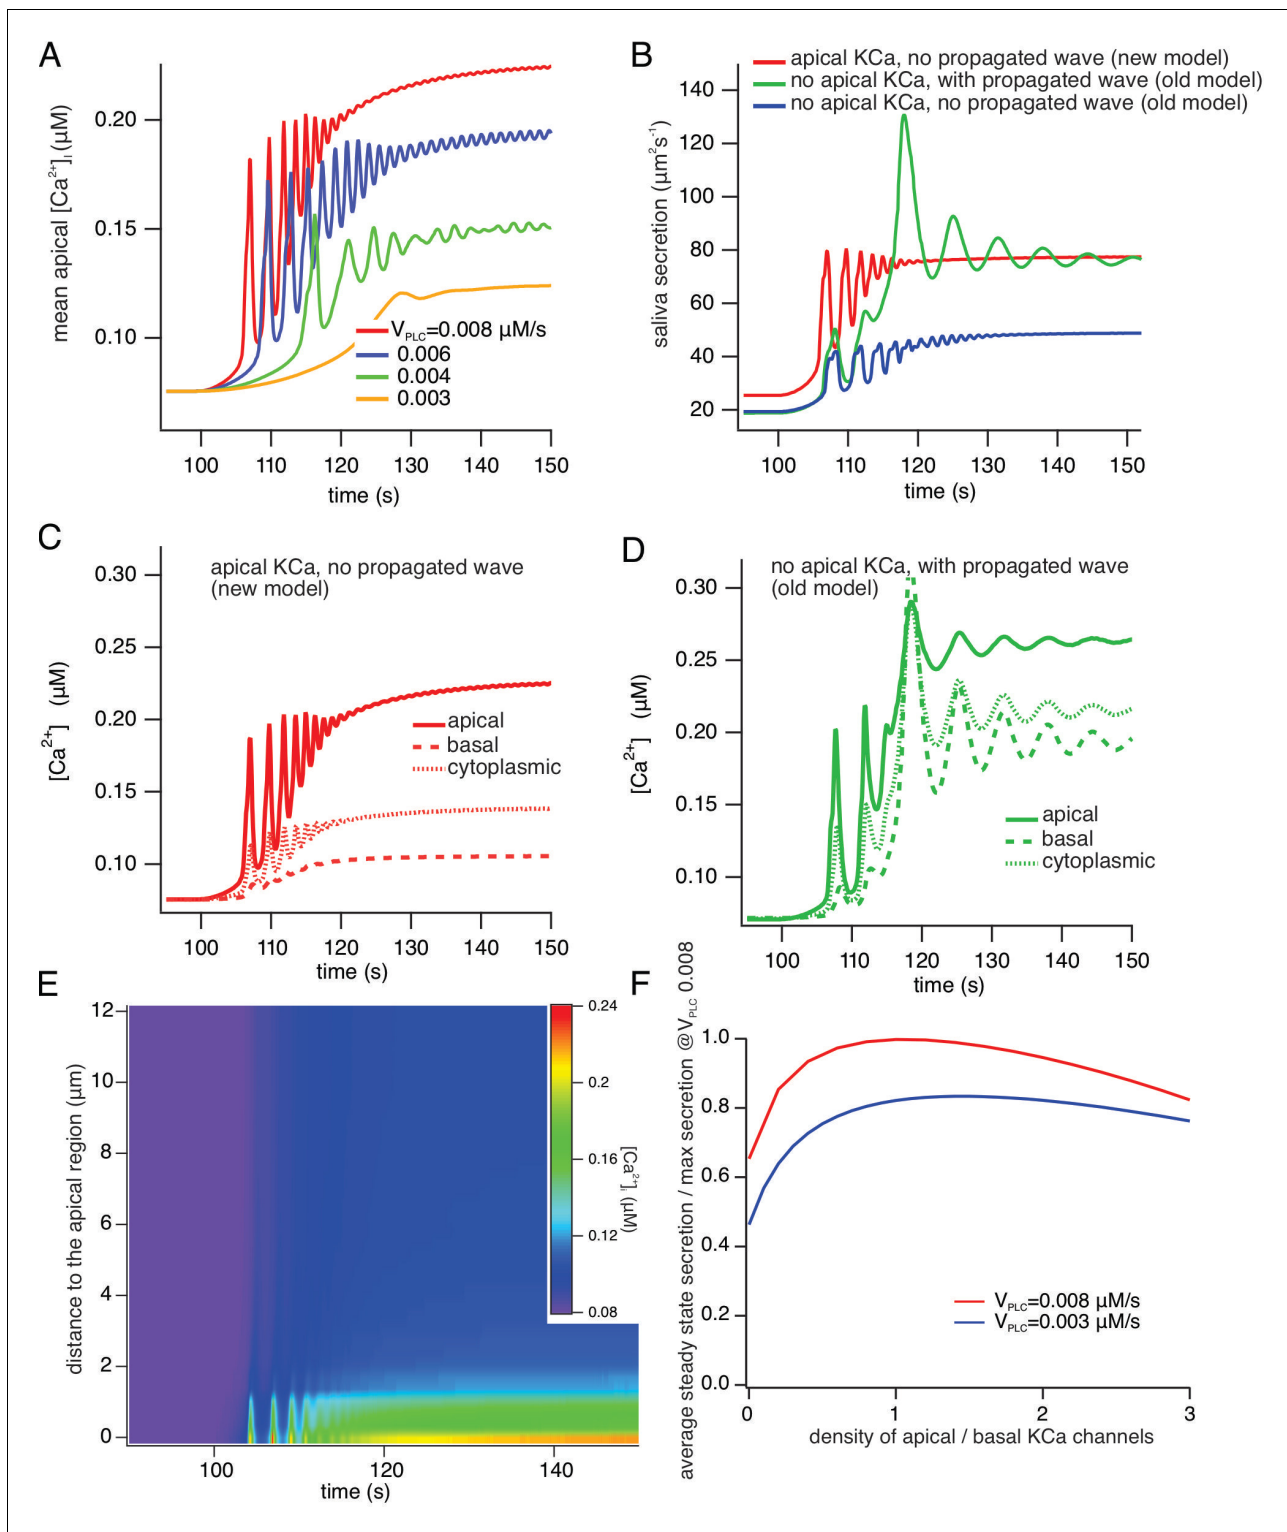 A
mean apical [Ca²⁺]ᵢ (µM)
0.20
0.15
0.10
V_PLC=0.008 µM/s
0.006
0.004
0.003
100 110 120 130 140 150
time (s)
B
apical KCa, no propagated wave (new model)
no apical KCa, with propagated wave (old model)
no apical KCa, no propagated wave (old model)
saliva secretion (µm²s⁻¹)
140
120
100
80
60
40
20
100 110 120 130 140 150
time (s)
C
apical KCa, no propagated wave
(new model)
[Ca²⁺] (µM)
0.30
0.25
0.20
0.15
0.10
apical
basal
cytoplasmic
100 110 120 130 140 150
time (s)
D
no apical KCa, with propagated wave
(old model)
[Ca²⁺] (µM)
0.30
0.25
0.20
0.15
0.10
apical
basal
cytoplasmic
100 110 120 130 140 150
time (s)
E
distance to the apical region (µm)
12
10
8
6
4
2
0
0.24
0.2
0.16
0.12
0.08
[Ca²⁺]ᵢ (µM)
100 120 140
time (s)
F
average steady state secretion / max secretion @V_PLC 0.008
1.0
0.8
0.6
0.4
0.2
0.0
V_PLC=0.008 µM/s
V_PLC=0.003 µM/s
0 1 2 3
density of apical / basal KCa channels